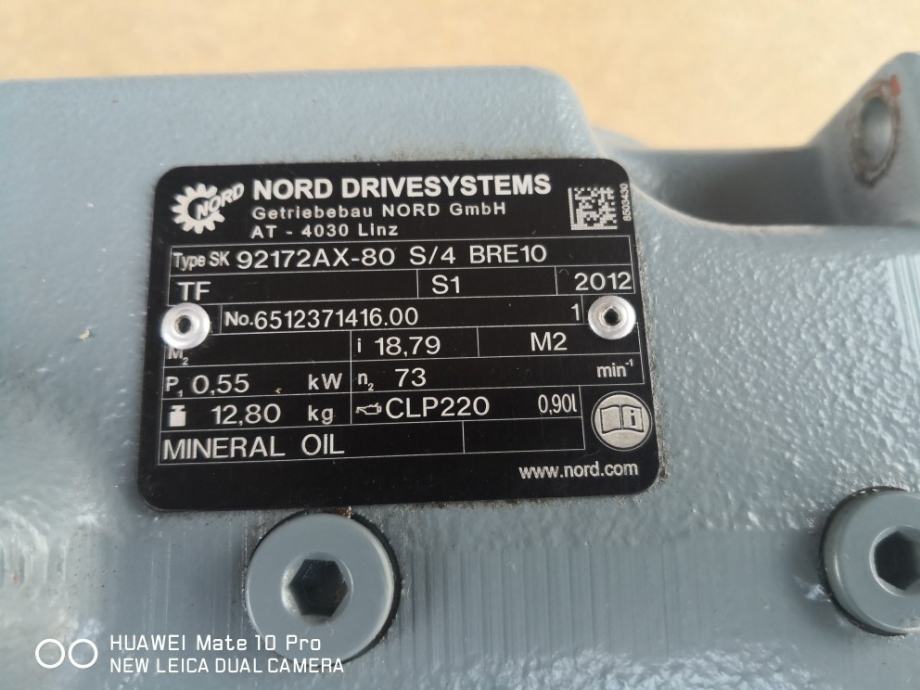 NORD
NORD DRIVESYSTEMS
Getriebebau NORD GmbH
AT - 4030 Linz
8503430
Type SK 92172AX-80 S/4 BRE10
TF S1 2012
No. 6512371416.00 1
M2 i 18,79 M2
P1 0,55 kW n2 73 min-1
12,80 kg CLP220 0,90l
MINERAL OIL
www.nord.com
HUAWEI Mate 10 Pro
NEW LEICA DUAL CAMERA